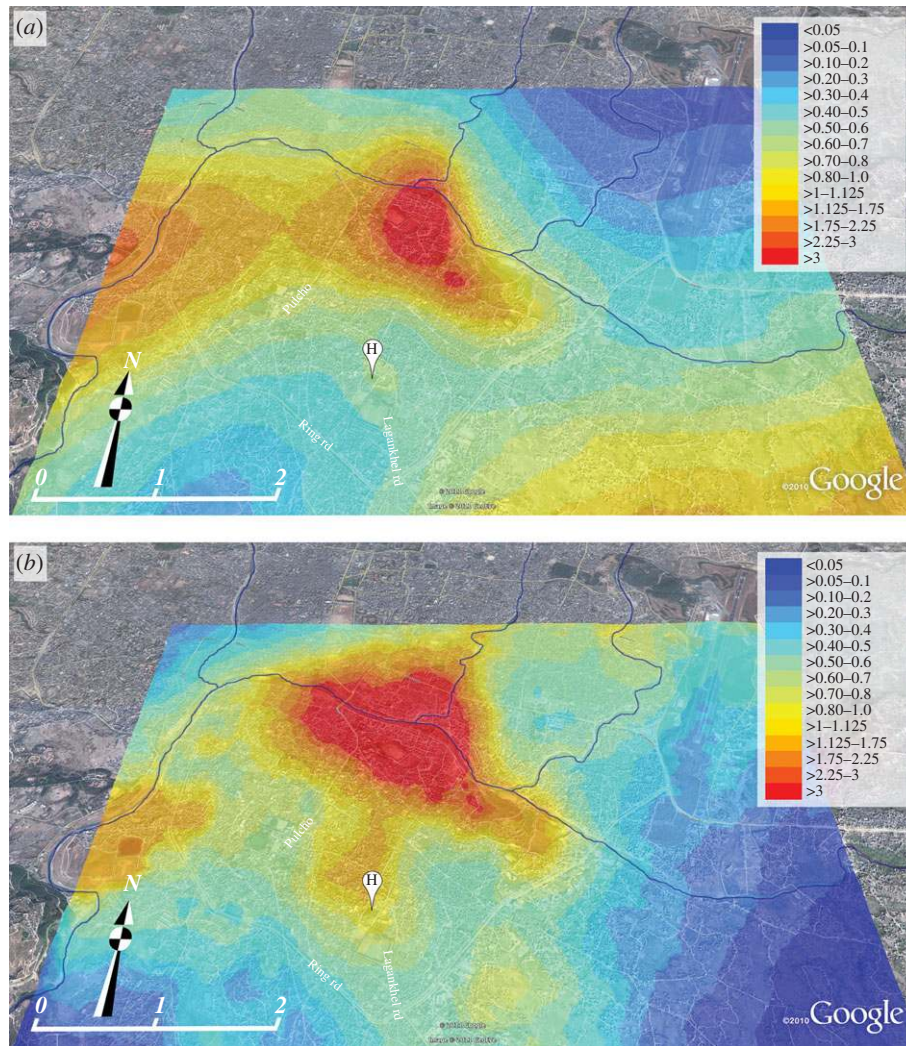 (a)
<0.05
>0.05–0.1
>0.10–0.2
>0.20–0.3
>0.30–0.4
>0.40–0.5
>0.50–0.6
>0.60–0.7
>0.70–0.8
>0.80–1.0
>1–1.125
>1.125–1.75
>1.75–2.25
>2.25–3
>3
Pulcho
H
N
Ring rd
Lagankhel rd
0 1 2
©2010 Google
(b)
<0.05
>0.05–0.1
>0.10–0.2
>0.20–0.3
>0.30–0.4
>0.40–0.5
>0.50–0.6
>0.60–0.7
>0.70–0.8
>0.80–1.0
>1–1.125
>1.125–1.75
>1.75–2.25
>2.25–3
>3
Pulcho
H
N
Ring rd
Lagankhel rd
0 1 2
©2010 Google